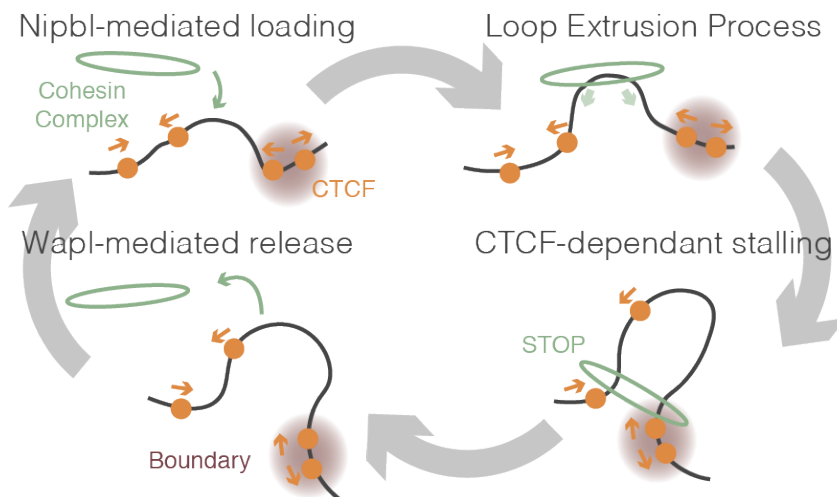 Nipbl-mediated loading
Loop Extrusion Process
Cohesin
Complex
CTCF
Wapl-mediated release
CTCF-dependant stalling
STOP
Boundary